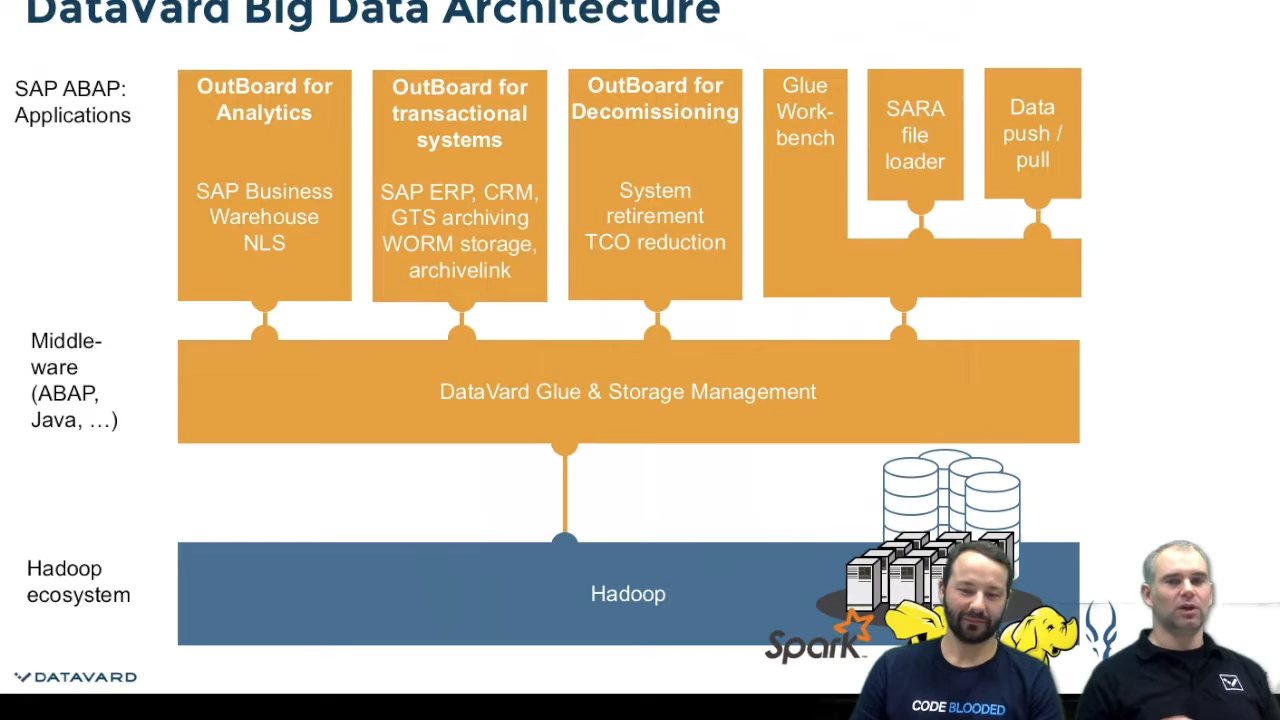 DataVard Big Data Architecture
SAP ABAP:
Applications
OutBoard for
Analytics
SAP Business
Warehouse
NLS
OutBoard for
transactional
systems
SAP ERP, CRM,
GTS archiving
WORM storage,
archivelink
OutBoard for
Decomissioning
System
retirement
TCO reduction
Glue
Work-
bench
SARA
file
loader
Data
push /
pull
Middle-
ware
(ABAP,
Java, …)
DataVard Glue & Storage Management
Hadoop
ecosystem
Hadoop
Spark
DATAVARD
CODE BLOODED